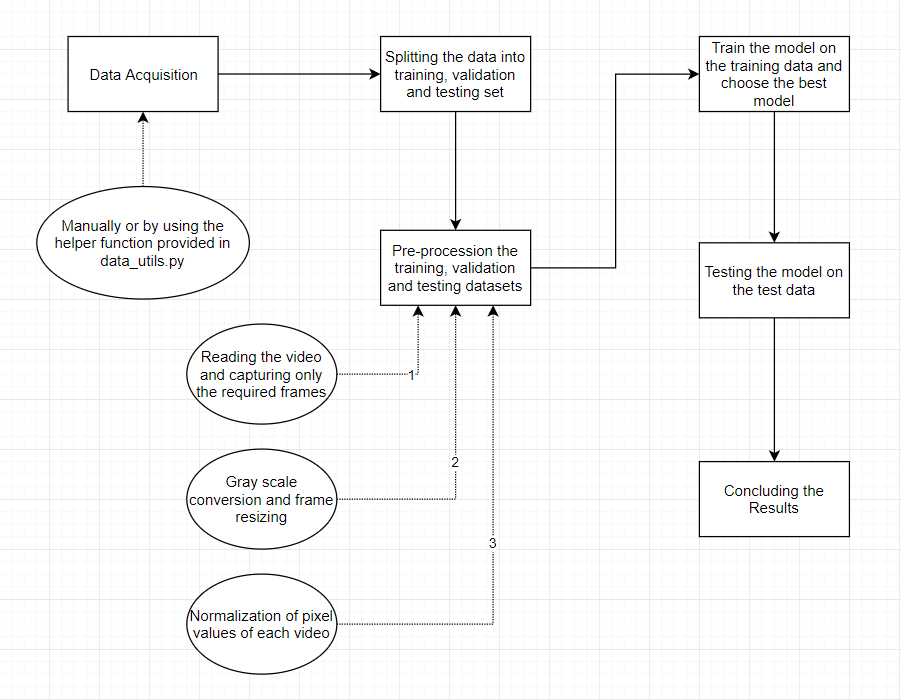 Data Acquisition
Splitting the data into
training, validation
and testing set
Train the model on
the training data and
choose the best
model
Manually or by using the
helper function provided in
data_utils.py
Pre-procession the
training, validation
and testing datasets
Testing the model on
the test data
Reading the video
and capturing only
the required frames
1
2
Gray scale
conversion and frame
resizing
Concluding the
Results
3
Normalization of pixel
values of each video